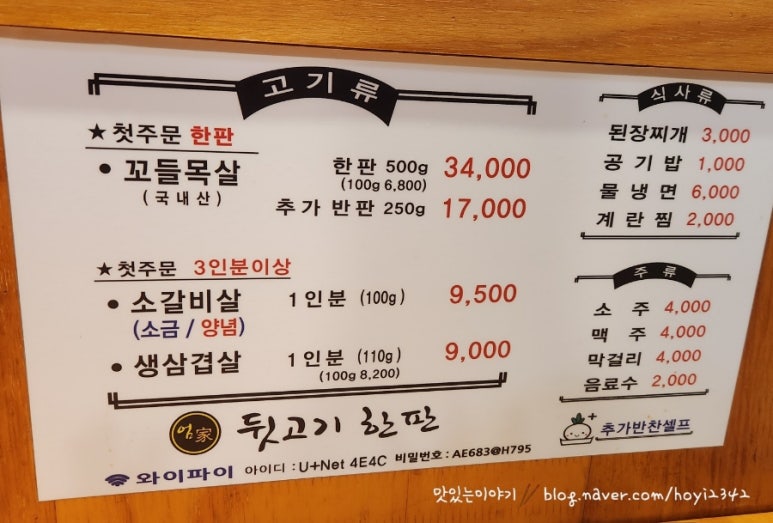 고기류
★첫주문 한판
• 꼬들목살 한판 500g 34,000
(국내산) (100g 6,800)
추가 반판 250g 17,000
★첫주문 3인분이상
• 소갈비살 1인분 (100g) 9,500
(소금 / 양념)
• 생삼겹살 1인분 (110g) 9,000
(100g 8,200)
엄家 뒷고기 한판
와이파이 아이디 : U+Net 4E4C 비밀번호 : AE683@H795
식사류
된장찌개 3,000
공기밥 1,000
물냉면 6,000
계란찜 2,000
주류
소주 4,000
맥주 4,000
막걸리 4,000
음료수 2,000
추가반찬셀프
맛있는이야기 // blog.naver.com/hoyi2342